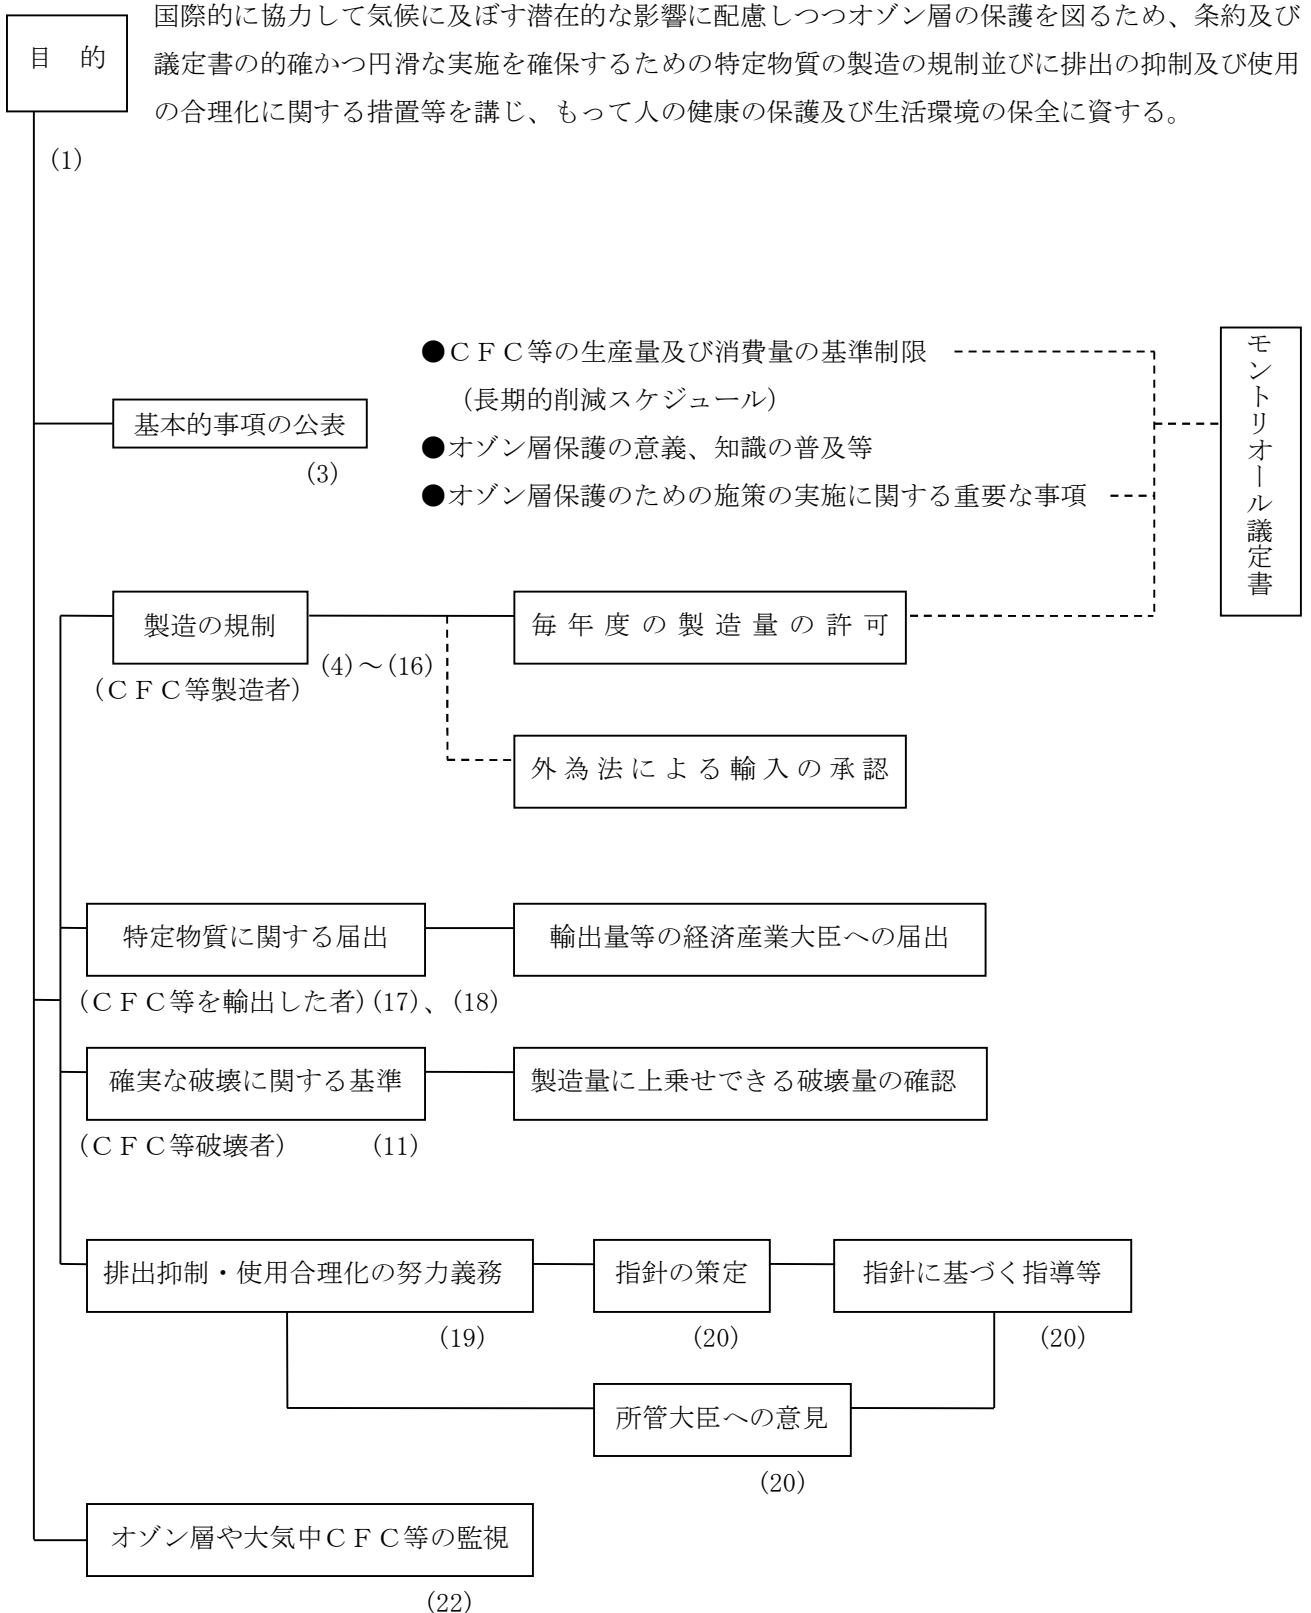 目　的
国際的に協力して気候に及ぼす潜在的な影響に配慮しつつオゾン層の保護を図るため、条約及び
議定書の的確かつ円滑な実施を確保するための特定物質の製造の規制並びに排出の抑制及び使用
の合理化に関する措置等を講じ、もって人の健康の保護及び生活環境の保全に資する。
(1)
●ＣＦＣ等の生産量及び消費量の基準制限
（長期的削減スケジュール）
基本的事項の公表
(3)
●オゾン層保護の意義、知識の普及等
●オゾン層保護のための施策の実施に関する重要な事項
モントリオール議定書
製造の規制
毎年度の製造量の許可
(4)～(16)
（ＣＦＣ等製造者）
外為法による輸入の承認
特定物質に関する届出
輸出量等の経済産業大臣への届出
（ＣＦＣ等を輸出した者）(17)、(18)
確実な破壊に関する基準
製造量に上乗せできる破壊量の確認
（ＣＦＣ等破壊者）　(11)
排出抑制・使用合理化の努力義務
指針の策定
指針に基づく指導等
(19)
(20)
(20)
所管大臣への意見
(20)
オゾン層や大気中ＣＦＣ等の監視
(22)